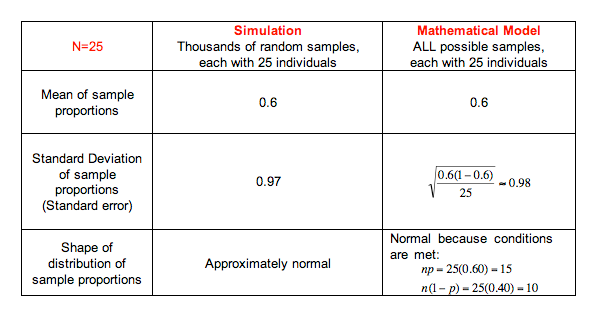 N=25
Simulation
Thousands of random samples,
each with 25 individuals
Mathematical Model
ALL possible samples,
each with 25 individuals
Mean of sample
proportions
0.6
0.6
Standard Deviation
of sample
proportions
(Standard error)
0.97
√(0.6(1 – 0.6)/25) ≈ 0.98
Shape of
distribution of
sample proportions
Approximately normal
Normal because conditions
are met:
np = 25(0.60) = 15
n(1 – p) = 25(0.40) = 10